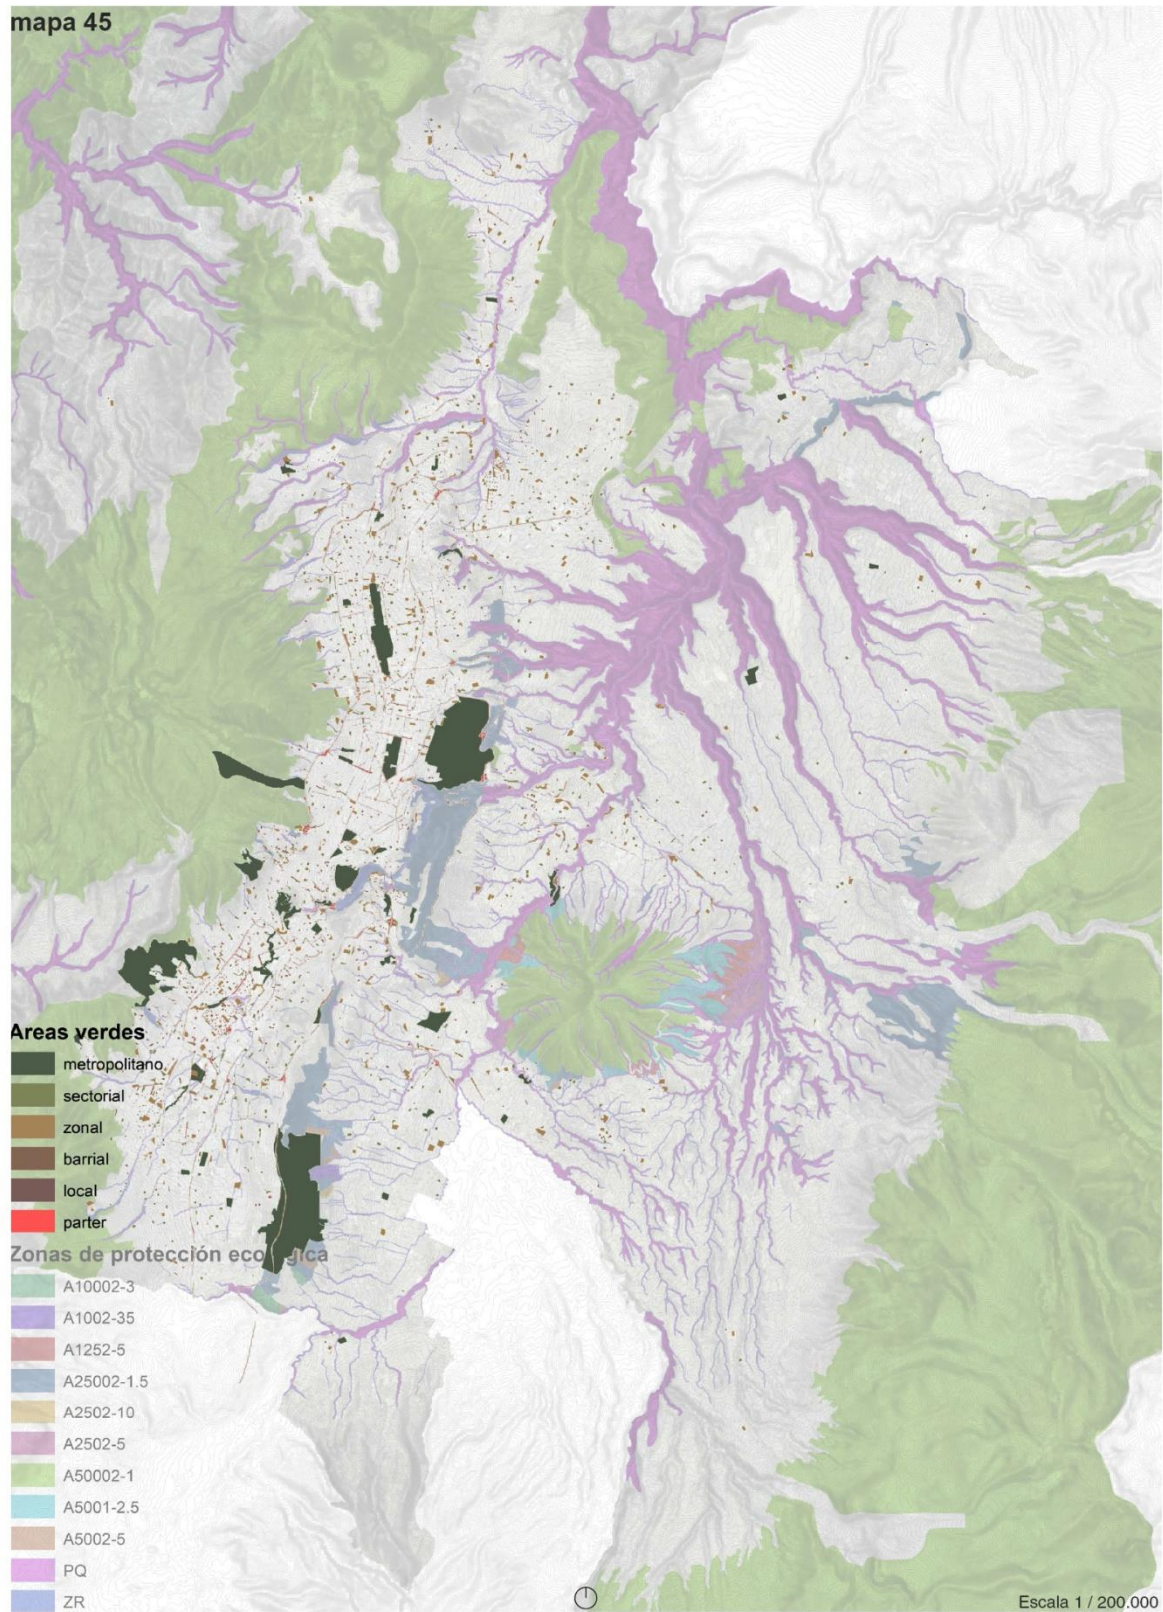 mapa 45
Areas verdes
metropolitano
sectorial
zonal
barrial
local
parter
Zonas de protección ecológica
A10002-3
A1002-35
A1252-5
A25002-1.5
A2502-10
A2502-5
A50002-1
A5001-2.5
A5002-5
PQ
ZR
Escala 1 / 200.000